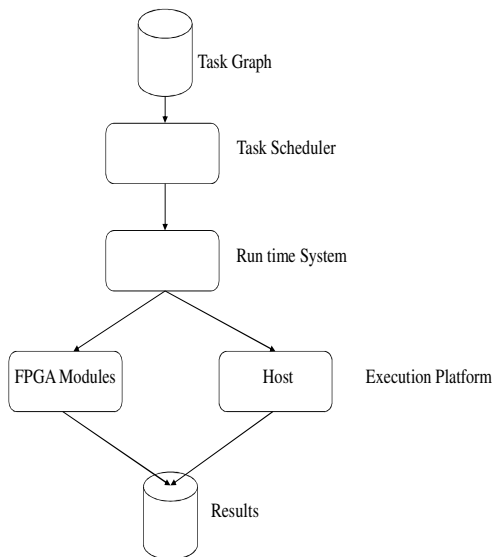 Task Graph
Task Scheduler
Run time System
FPGA Modules
Host
Execution Platform
Results